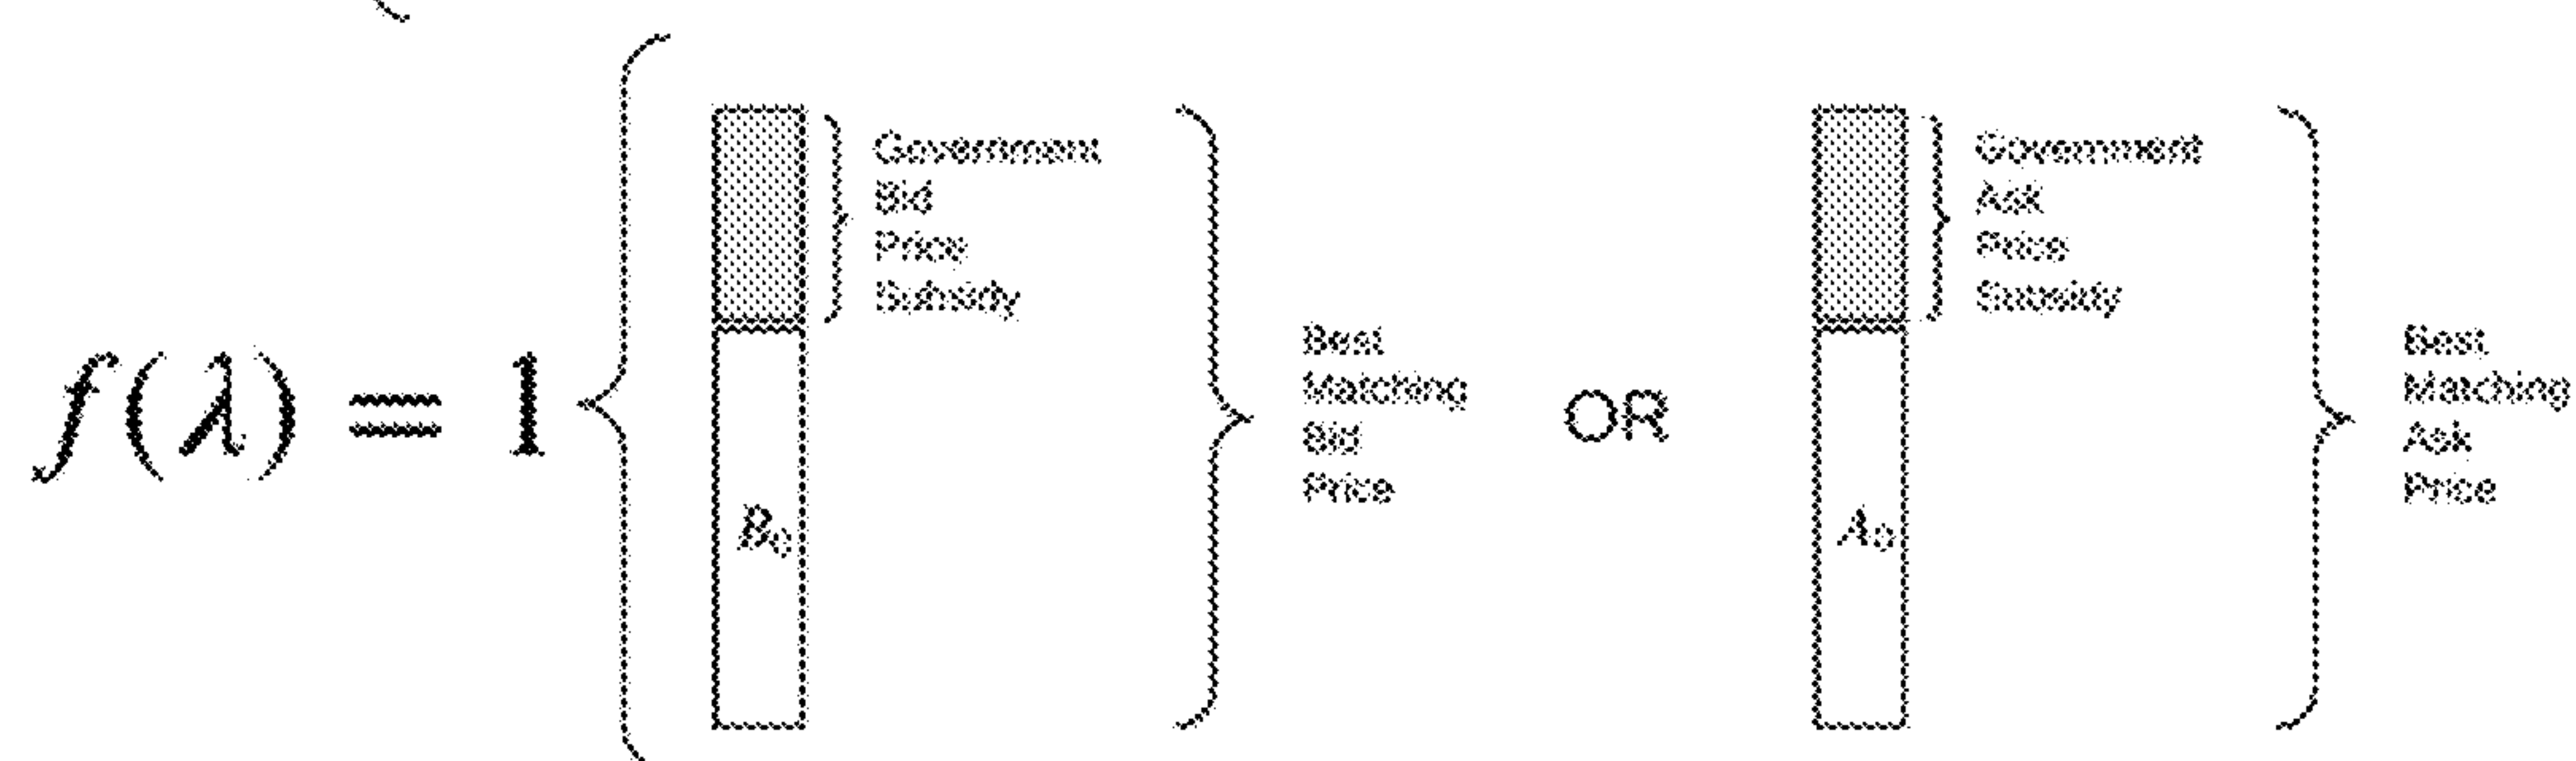 f(λ) = 1
Government
Bid
Price
Subsidy
B₀
Best
Matching
Bid
Price
OR
Government
Ask
Price
Subsidy
A₀
Best
Matching
Ask
Price